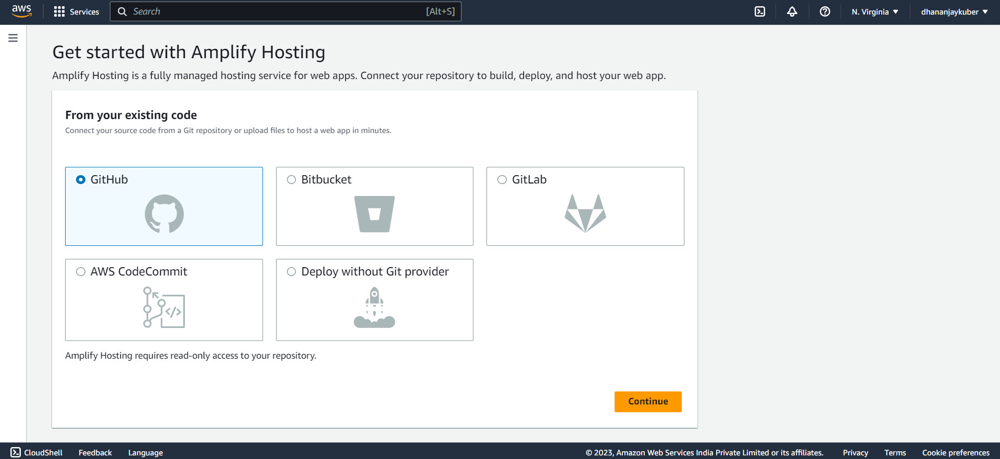 aws Services Search [Alt+S] N. Virginia dhananjaykuber
Get started with Amplify Hosting
Amplify Hosting is a fully managed hosting service for web apps. Connect your repository to build, deploy, and host your web app.
From your existing code
Connect your source code from a Git repository or upload files to host a web app in minutes.
GitHub Bitbucket GitLab
AWS CodeCommit Deploy without Git provider
</>
Amplify Hosting requires read-only access to your repository.
Continue
CloudShell Feedback Language © 2023, Amazon Web Services India Private Limited or its affiliates. Privacy Terms Cookie preferences